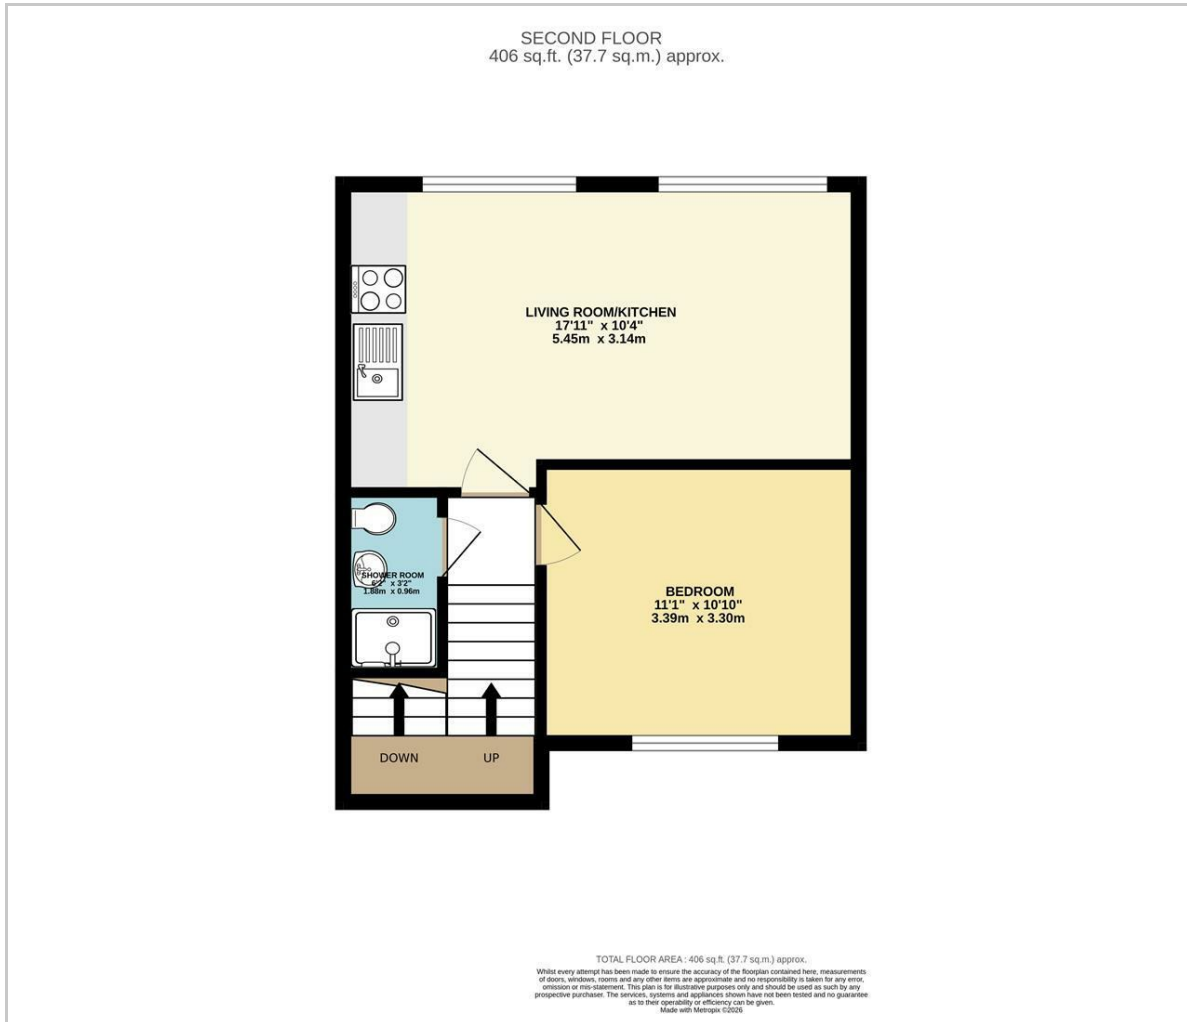 SECOND FLOOR
406 sq.ft. (37.7 sq.m.) approx.
LIVING ROOM/KITCHEN
17'11" x 10'4"
5.45m x 3.14m
SHOWER ROOM
6'2" x 3'2"
1.88m x 0.96m
BEDROOM
11'1" x 10'10"
3.39m x 3.30m
DOWN
UP
TOTAL FLOOR AREA : 406 sq.ft. (37.7 sq.m.) approx.
Whilst every attempt has been made to ensure the accuracy of the floorplan contained here, measurements
of doors, windows, rooms and any other items are approximate and no responsibility is taken for any error,
omission or mis-statement. This plan is for illustrative purposes only and should be used as such by any
prospective purchaser. The services, systems and appliances shown have not been tested and no guarantee
as to their operability or efficiency can be given.
Made with Metropix ©2026